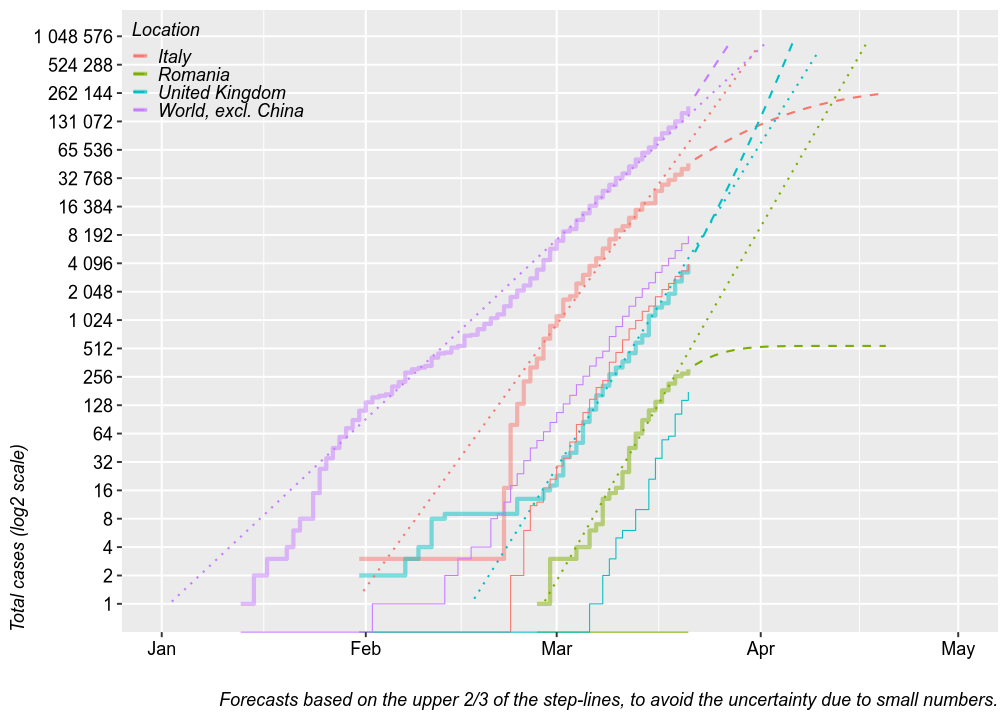 Location
Italy
Romania
United Kingdom
World, excl. China
1 048 576
524 288
262 144
131 072
65 536
32 768
16 384
8 192
4 096
2 048
1 024
512
256
128
64
32
16
8
4
2
1
Total cases (log2 scale)
Jan Feb Mar Apr May
Forecasts based on the upper 2/3 of the step-lines, to avoid the uncertainty due to small numbers.